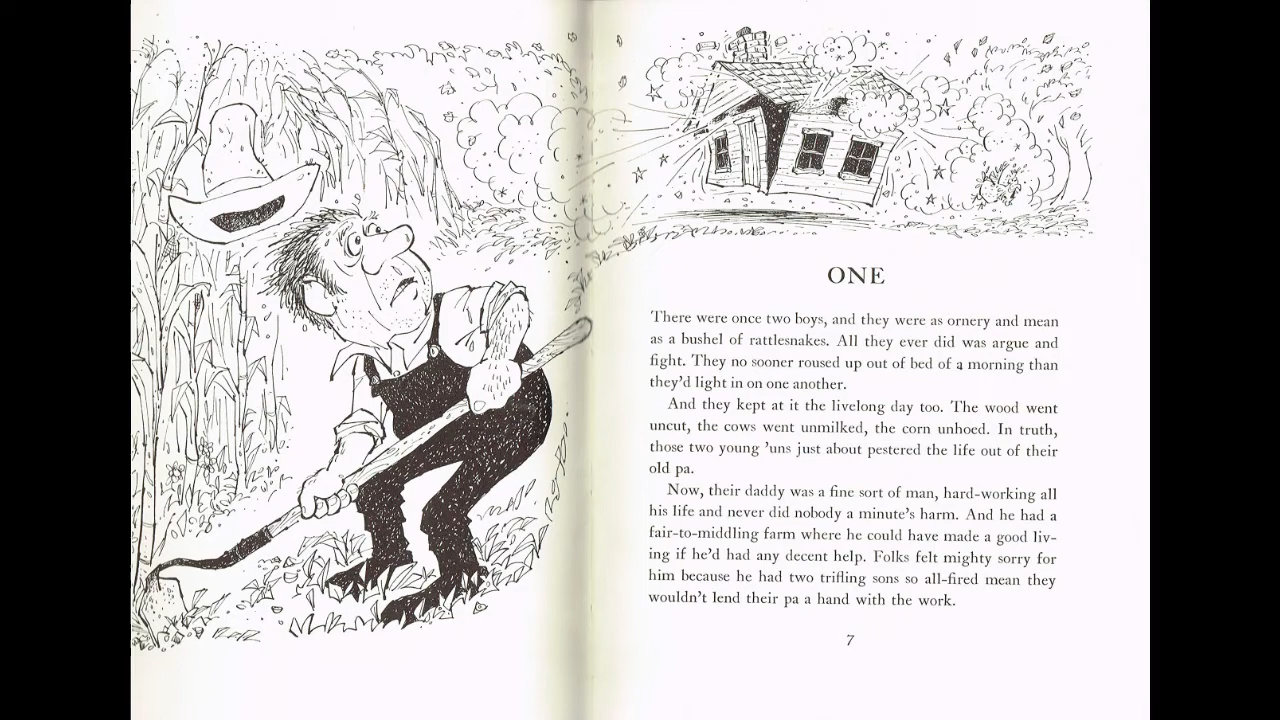 ONE
There were once two boys, and they were as ornery and mean
as a bushel of rattlesnakes. All they ever did was argue and
fight. They no sooner roused up out of bed of a morning than
they'd light in on one another.
And they kept at it the livelong day too. The wood went
uncut, the cows went unmilked, the corn unhoed. In truth,
those two young 'uns just about pestered the life out of their
old pa.
Now, their daddy was a fine sort of man, hard-working all
his life and never did nobody a minute's harm. And he had a
fair-to-middling farm where he could have made a good liv-
ing if he'd had any decent help. Folks felt mighty sorry for
him because he had two trifling sons so all-fired mean they
wouldn't lend their pa a hand with the work.
7